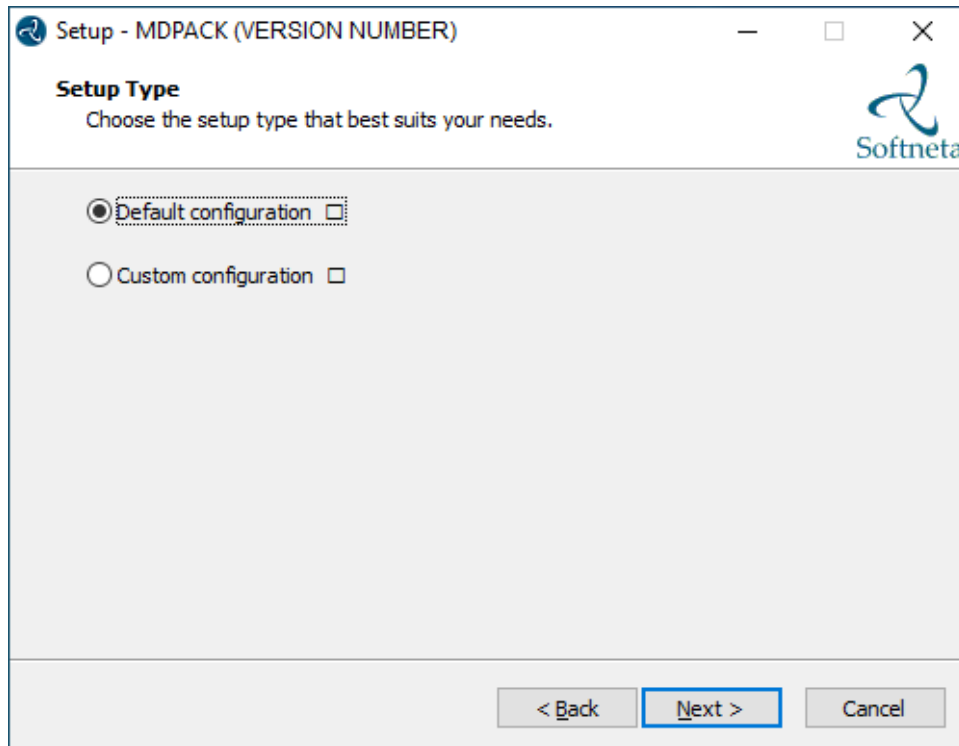 Setup - MDPACK (VERSION NUMBER)
Setup Type
Choose the setup type that best suits your needs.
Softneta
Default configuration □
Custom configuration □
< Back
Next >
Cancel